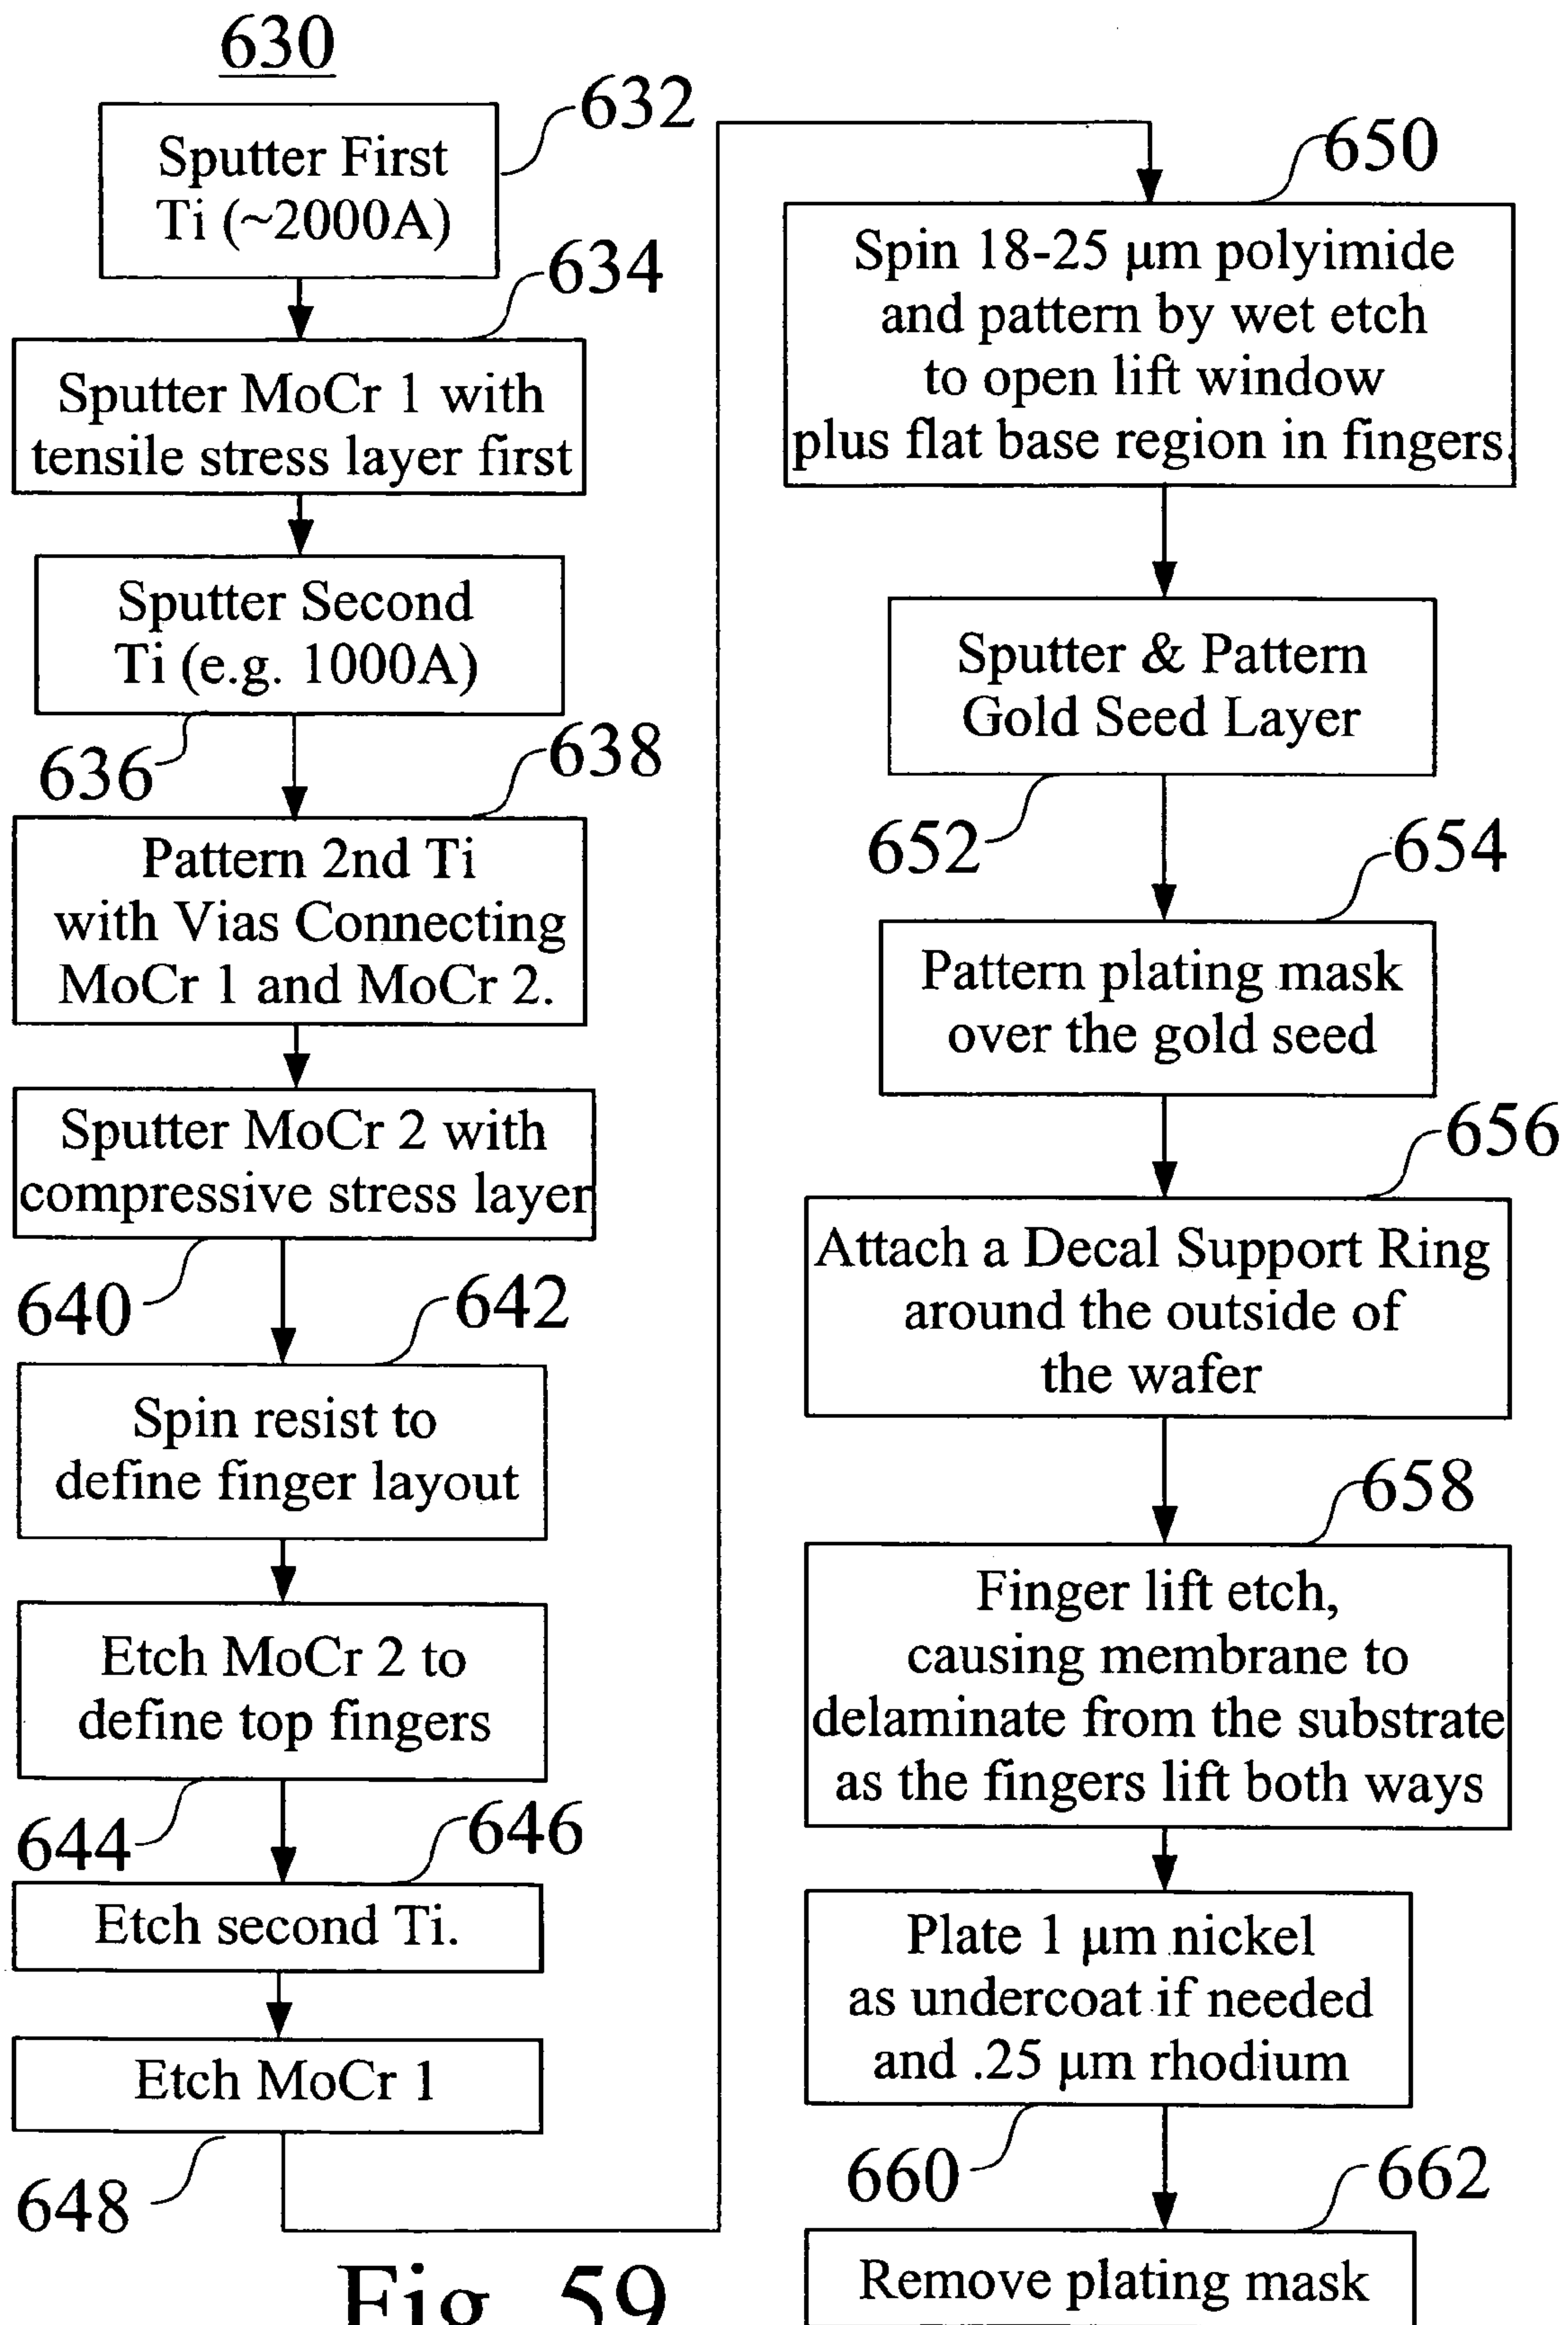 630
632
Sputter First
Ti (~2000A)
634
Sputter MoCr 1 with
tensile stress layer first
Sputter Second
Ti (e.g. 1000A)
636
638
Pattern 2nd Ti
with Vias Connecting
MoCr 1 and MoCr 2.
Sputter MoCr 2 with
compressive stress layer
640
642
Spin resist to
define finger layout
Etch MoCr 2 to
define top fingers
644
646
Etch second Ti.
Etch MoCr 1
648
650
Spin 18-25 µm polyimide
and pattern by wet etch
to open lift window
plus flat base region in fingers.
Sputter & Pattern
Gold Seed Layer
652
654
Pattern plating mask
over the gold seed
656
Attach a Decal Support Ring
around the outside of
the wafer
658
Finger lift etch,
causing membrane to
delaminate from the substrate
as the fingers lift both ways
Plate 1 µm nickel
as undercoat if needed
and .25 µm rhodium
660
662
Remove plating mask
Fig. 59